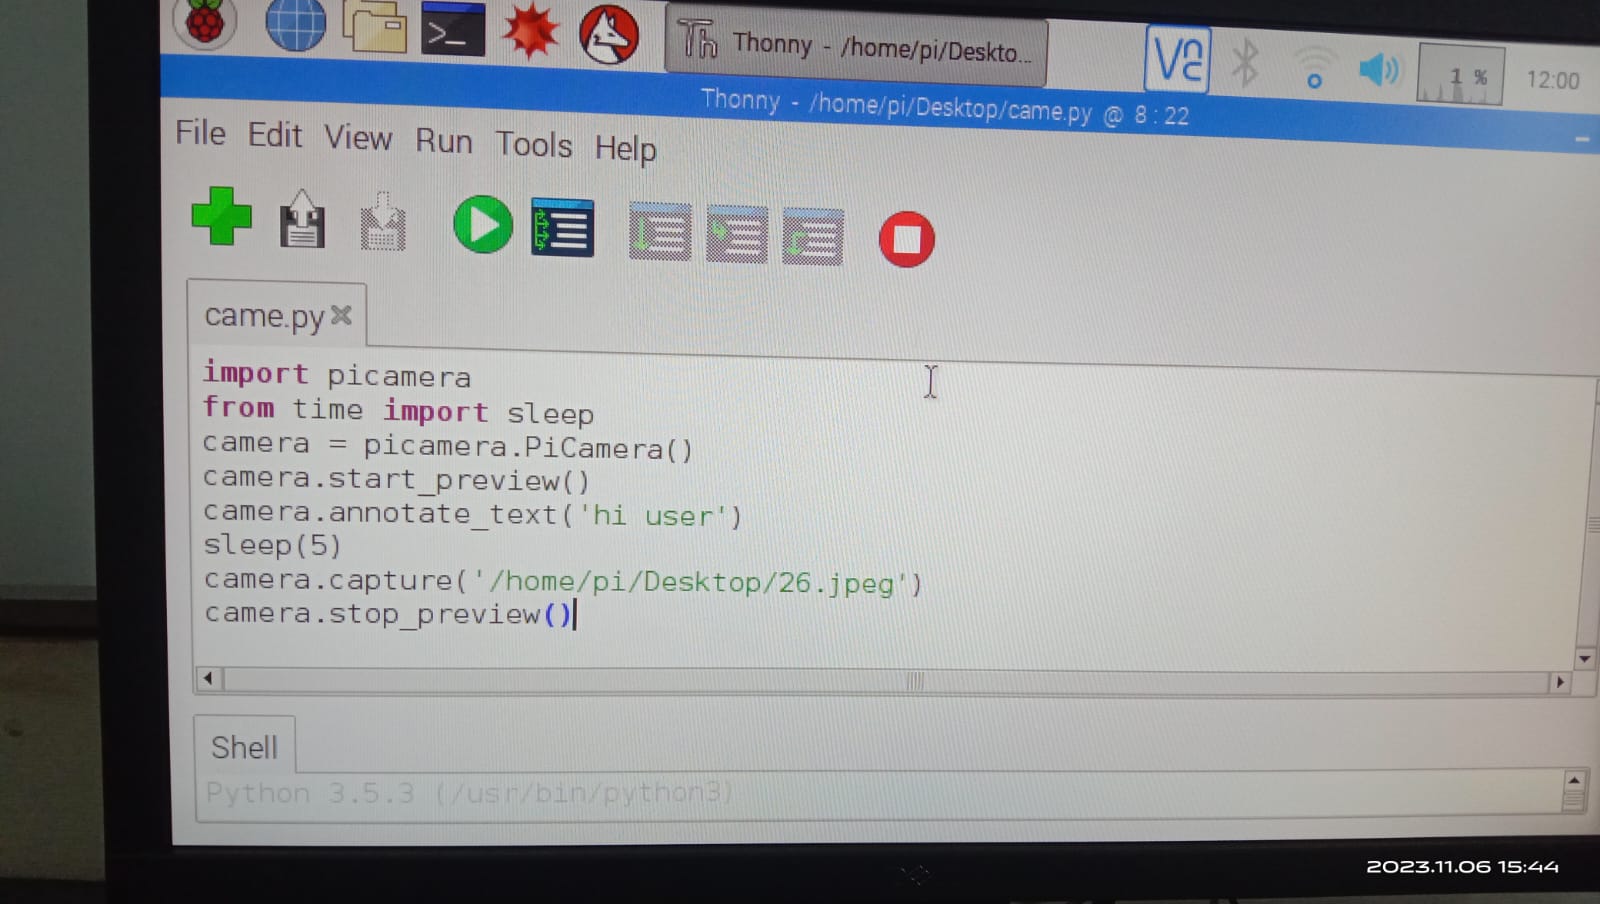 Thonny - /home/pi/Deskto...
1 %
12:00
Thonny - /home/pi/Desktop/came.py @ 8 : 22
File Edit View Run Tools Help
came.py
import picamera
from time import sleep
camera = picamera.PiCamera()
camera.start_preview()
camera.annotate_text('hi user')
sleep(5)
camera.capture('/home/pi/Desktop/26.jpeg')
camera.stop_preview()
Shell
Python 3.5.3 (/usr/bin/python3)
2023.11.06 15:44